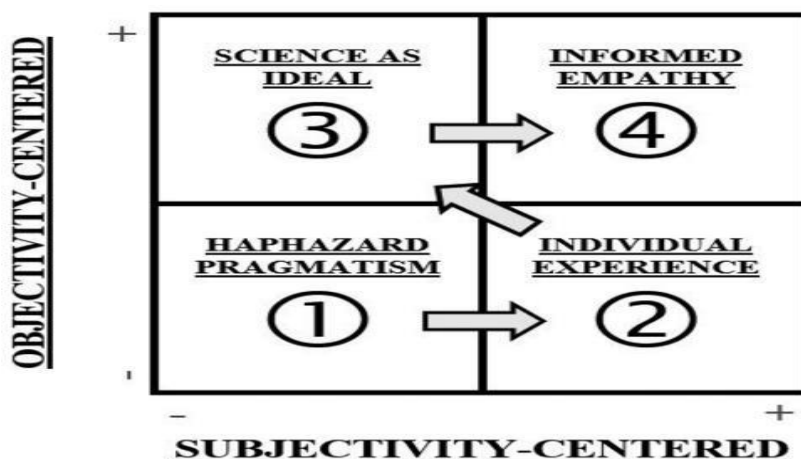 +
OBJECTIVITY-CENTERED
SCIENCE AS
IDEAL
③
INFORMED
EMPATHY
④
HAPHAZARD
PRAGMATISM
①
INDIVIDUAL
EXPERIENCE
②
-
- +
SUBJECTIVITY-CENTERED